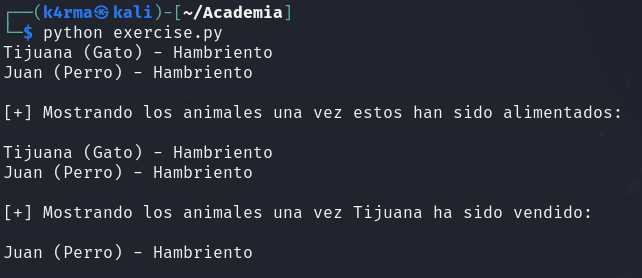 ┌──(k4rma㉿kali)-[~/Academia]
└─$ python exercise.py
Tijuana (Gato) - Hambriento
Juan (Perro) - Hambriento
[+] Mostrando los animales una vez estos han sido alimentados:
Tijuana (Gato) - Hambriento
Juan (Perro) - Hambriento
[+] Mostrando los animales una vez Tijuana ha sido vendido:
Juan (Perro) - Hambriento